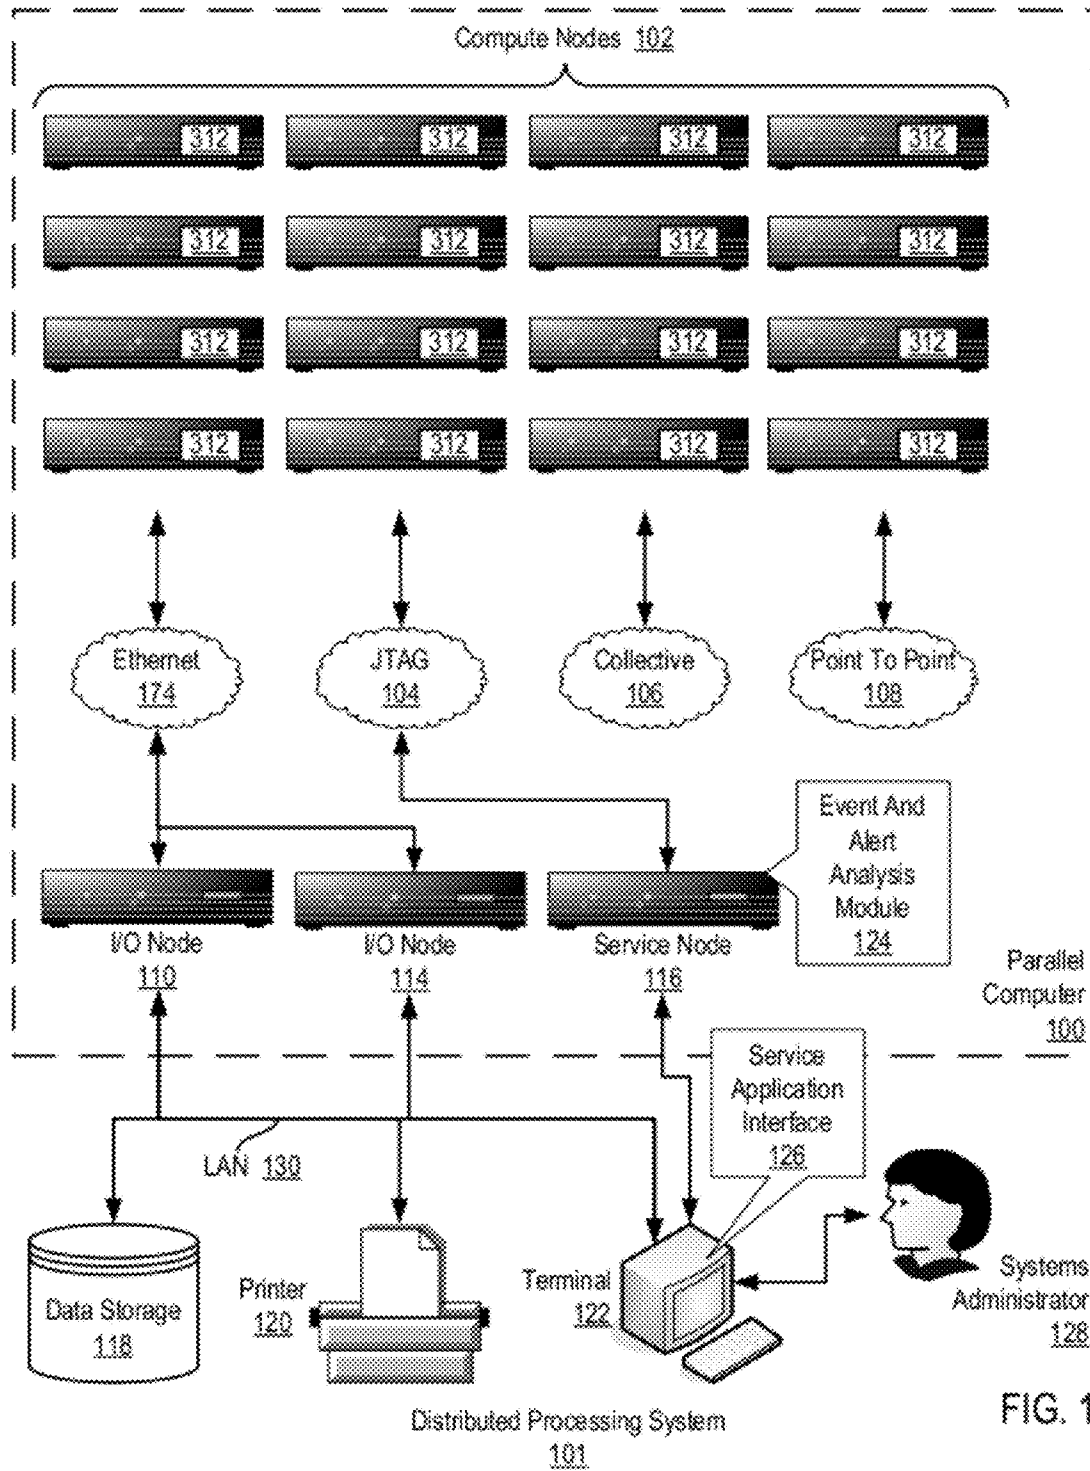 Compute Nodes 102
312 312 312 312
312 312 312 312
312 312 312 312
312 312 312 312
Ethernet
174
JTAG
104
Collective
106
Point To Point
108
Event And
Alert
Analysis
Module
124
I/O Node
110
I/O Node
114
Service Node
116
Parallel
Computer
100
Service
Application
Interface
126
LAN 130
Data Storage
118
Printer
120
Terminal
122
Systems
Administrator
128
Distributed Processing System
101
FIG. 1